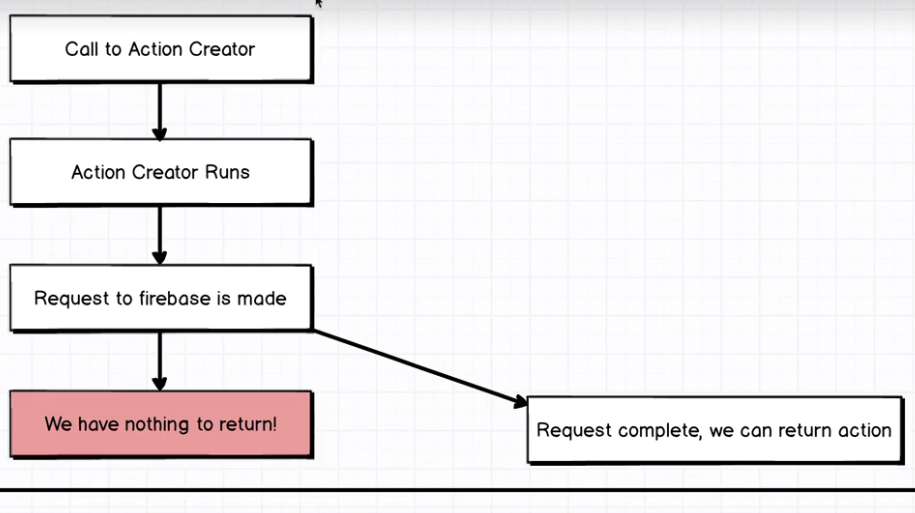 Call to Action Creator
Action Creator Runs
Request to firebase is made
We have nothing to return!
Request complete, we can return action